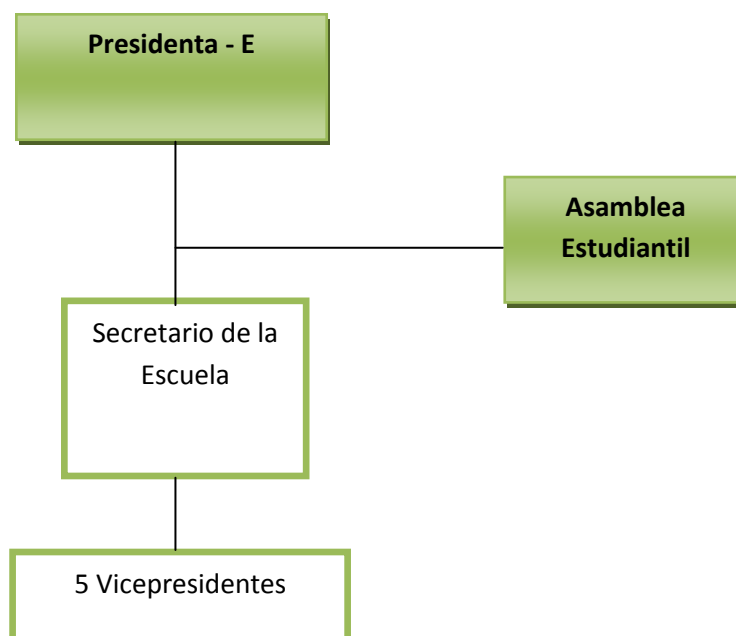 Presidenta - E
Asamblea
Estudiantil
Secretario de la
Escuela
5 Vicepresidentes